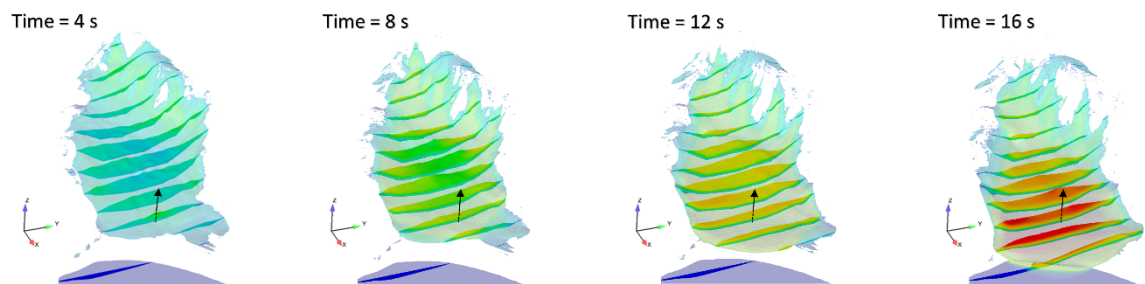 Time = 4 s
Time = 8 s
Time = 12 s
Time = 16 s
Z
Y
X
Z
Y
X
Z
Y
X
Z
Y
X